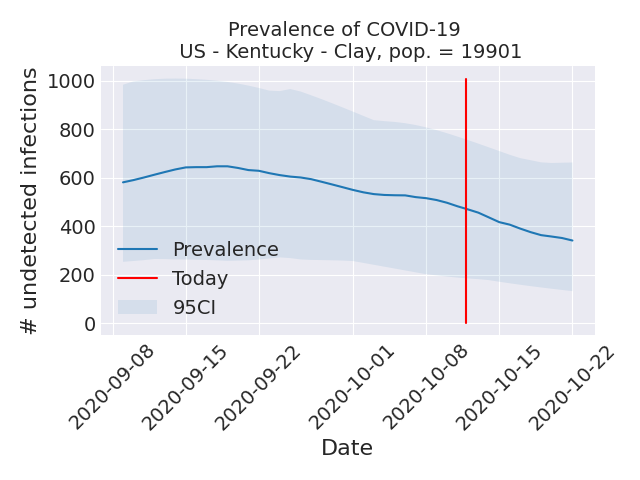 Prevalence of COVID-19
US - Kentucky - Clay, pop. = 19901
# undetected infections
1000
800
600
400
200
0
Prevalence
Today
95CI
2020-09-08
2020-09-15
2020-09-22
2020-10-01
2020-10-08
2020-10-15
2020-10-22
Date